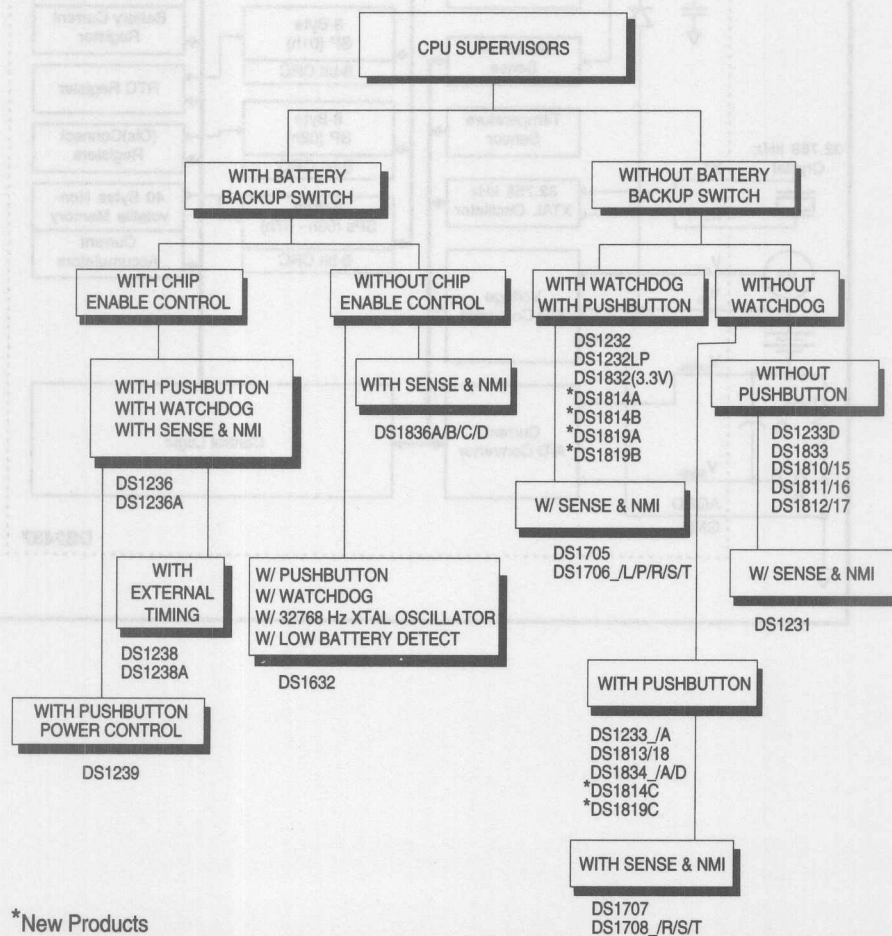 CPU SUPERVISORS
WITH BATTERY
BACKUP SWITCH
WITHOUT BATTERY
BACKUP SWITCH
WITH CHIP
ENABLE CONTROL
WITHOUT CHIP
ENABLE CONTROL
WITH WATCHDOG
WITH PUSHBUTTON
WITHOUT
WATCHDOG
DS1232
DS1232LP
DS1832(3.3V)
*DS1814A
*DS1814B
*DS1819A
*DS1819B
WITH PUSHBUTTON
WITH WATCHDOG
WITH SENSE & NMI
DS1236
DS1236A
WITH SENSE & NMI
DS1836A/B/C/D
WITHOUT
PUSHBUTTON
DS1233D
DS1833
DS1810/15
DS1811/16
DS1812/17
W/ SENSE & NMI
DS1705
DS1706_/L/P/R/S/T
W/ SENSE & NMI
DS1231
WITH
EXTERNAL
TIMING
DS1238
DS1238A
W/ PUSHBUTTON
W/ WATCHDOG
W/ 32768 Hz XTAL OSCILLATOR
W/ LOW BATTERY DETECT
DS1632
WITH PUSHBUTTON
POWER CONTROL
DS1239
WITH PUSHBUTTON
DS1233_/A
DS1813/18
DS1834_/A/D
*DS1814C
*DS1819C
WITH SENSE & NMI
DS1707
DS1708_/R/S/T
*New Products